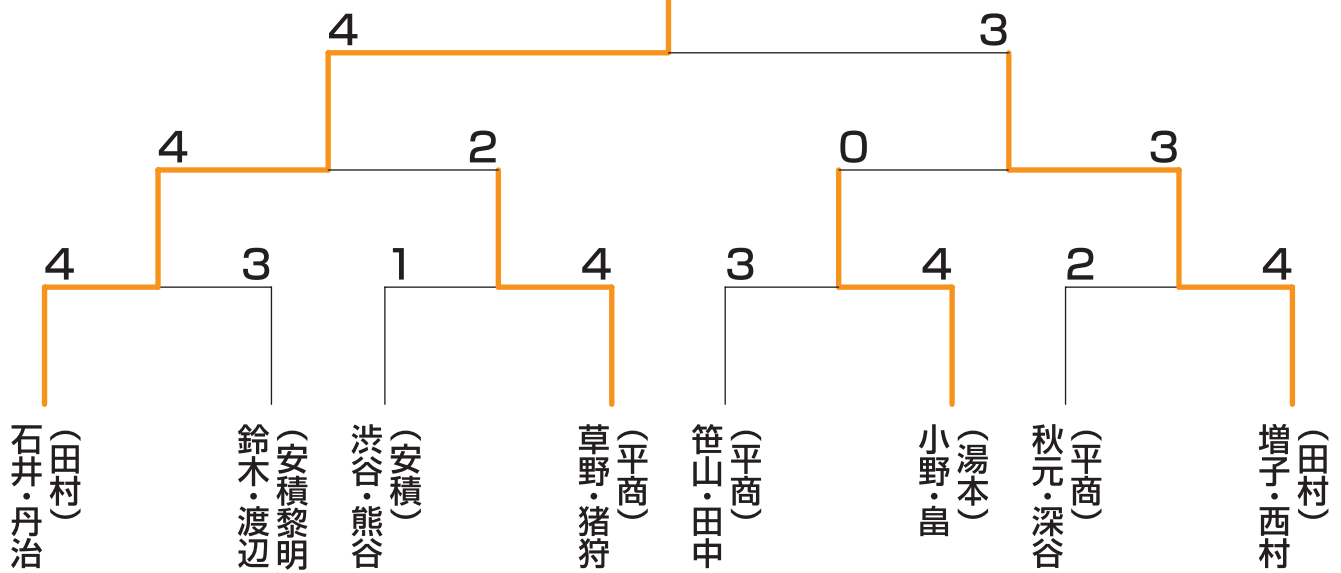 4
3
4
2
0
3
4
3
1
4
3
4
2
4
石井・丹治
(田村)
鈴木・渡辺
(安積黎明)
渋谷・熊谷
(安積)
草野・猪狩
(平商)
笹山・田中
(平商)
小野・畠
(湯本)
秋元・深谷
(平商)
増子・西村
(田村)